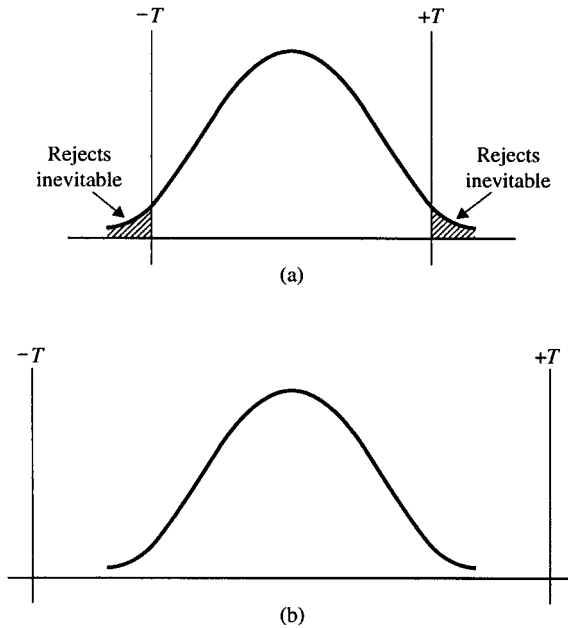 −T
+T
Rejects
inevitable
Rejects
inevitable
(a)
−T
+T
(b)